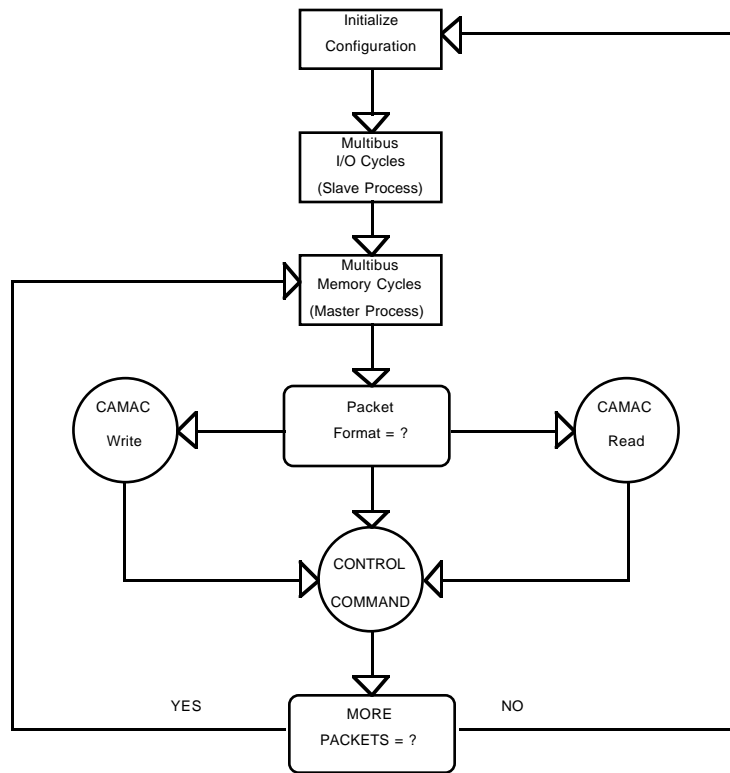 Initialize
Configuration
Multibus
I/O Cycles
(Slave Process)
Multibus
Memory Cycles
(Master Process)
CAMAC
Write
Packet
Format = ?
CAMAC
Read
CONTROL
COMMAND
YES
MORE
PACKETS = ?
NO